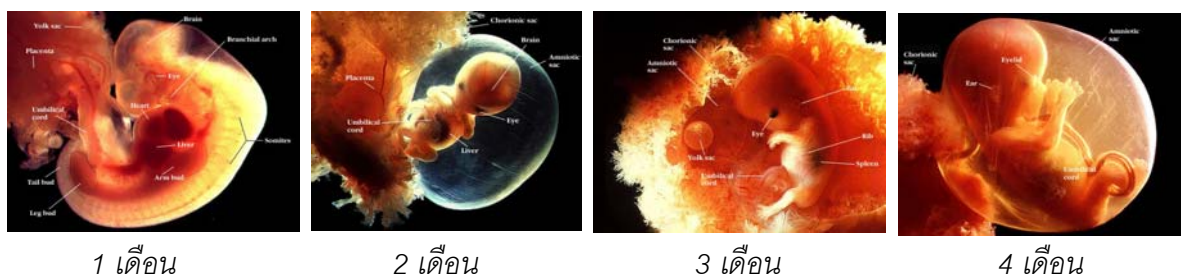 Yolk sac
Brain
Branchial arch
Placenta
Eye
Heart
Umbilical
cord
Somites
Liver
Tail bud
Arm bud
Leg bud
1 เดือน
Chorionic sac
Brain
Amniotic
sac
Placenta
Umbilical
cord
Eye
Liver
2 เดือน
Chorionic
sac
Amniotic
sac
Eye
Rib
Yolk sac
Spleen
Umbilical
cord
3 เดือน
Amniotic
sac
Chorionic
sac
Eyelid
Ear
Umbilical
cord
4 เดือน